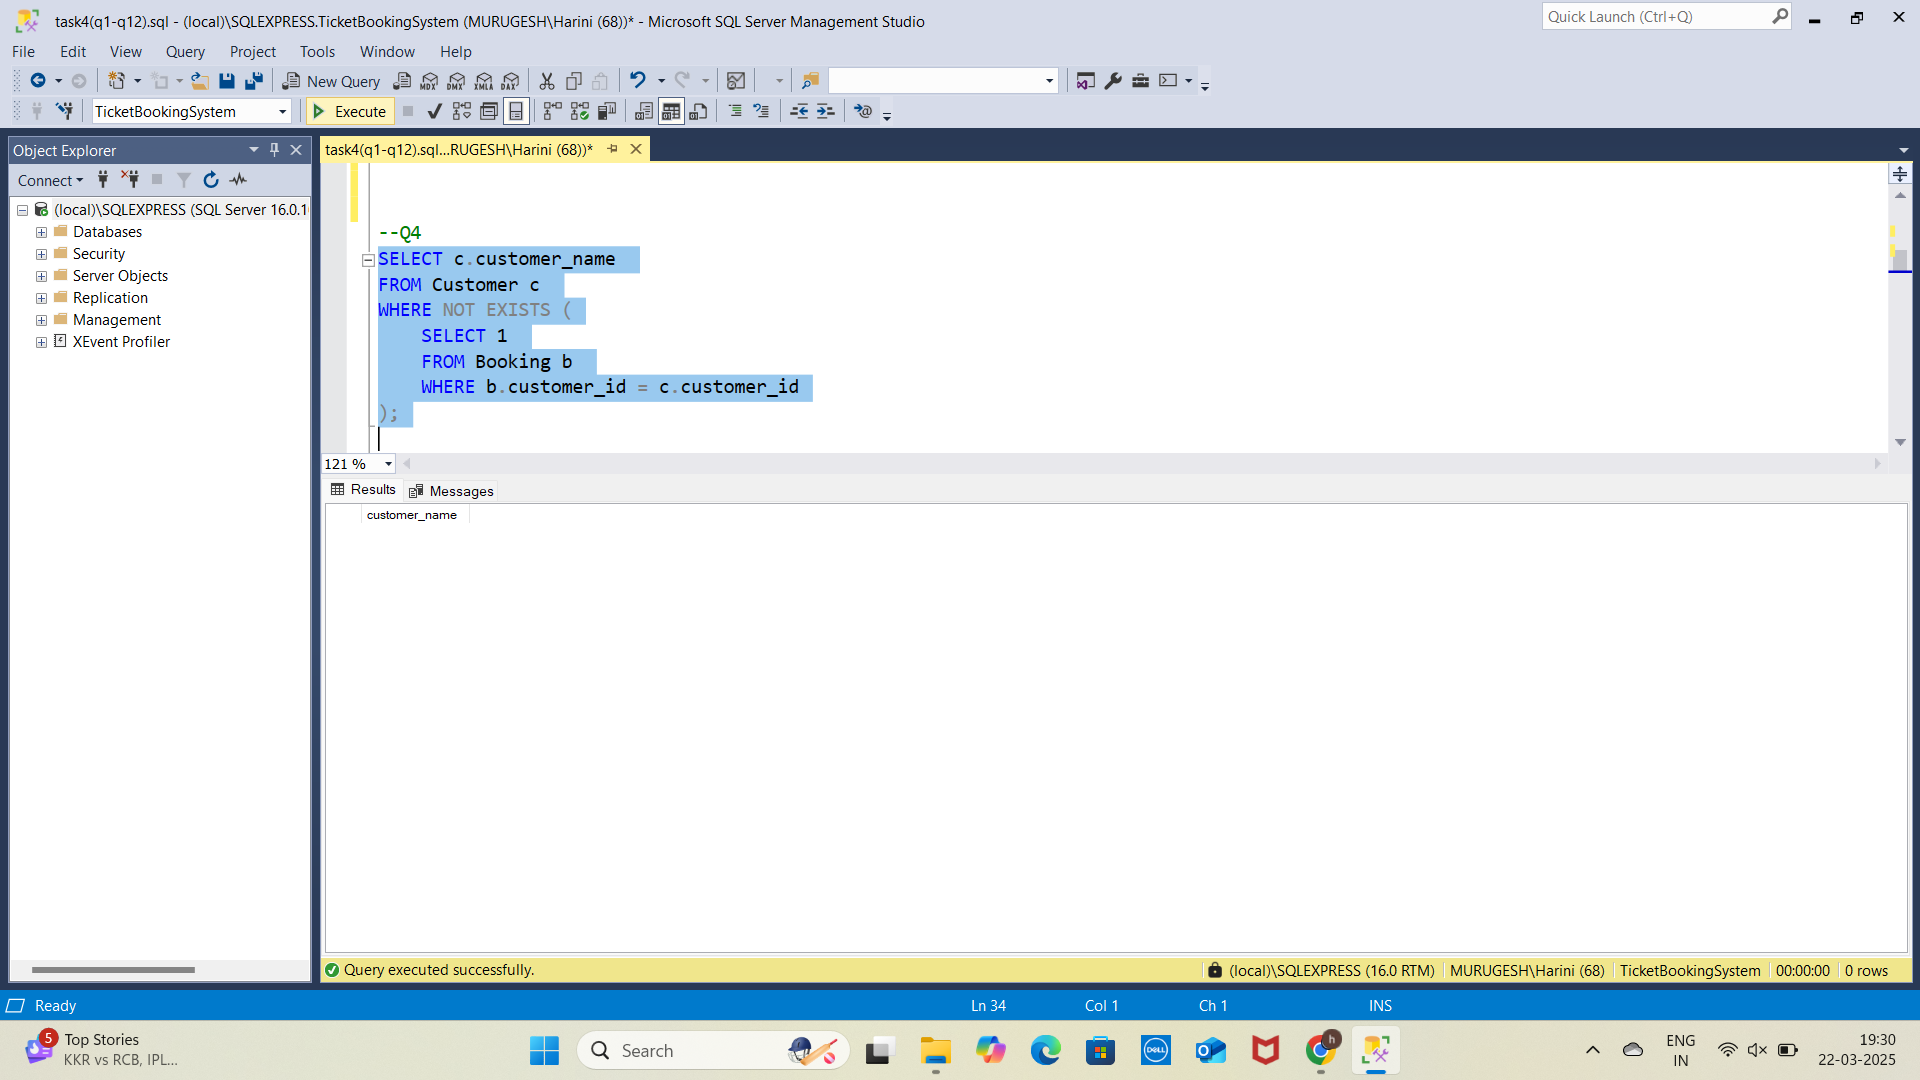 task4(q1-q12).sql - (local)\SQLEXPRESS.TicketBookingSystem (MURUGESH\Harini (68))* - Microsoft SQL Server Management Studio
Quick Launch (Ctrl+Q)
File Edit View Query Project Tools Window Help
New Query MDX DMX XMLA DAX
TicketBookingSystem Execute
Object Explorer
Connect
(local)\SQLEXPRESS (SQL Server 16.0.1
Databases
Security
Server Objects
Replication
Management
XEvent Profiler
task4(q1-q12).sql...RUGESH\Harini (68))*
--Q4
SELECT c.customer_name
FROM Customer c
WHERE NOT EXISTS (
SELECT 1
FROM Booking b
WHERE b.customer_id = c.customer_id
);
121 %
Results Messages
customer_name
Query executed successfully. (local)\SQLEXPRESS (16.0 RTM) MURUGESH\Harini (68) TicketBookingSystem 00:00:00 0 rows
Ready Ln 34 Col 1 Ch 1 INS
5
Top Stories
KKR vs RCB, IPL...
Search
DELL
h
ENG
IN
19:30
22-03-2025